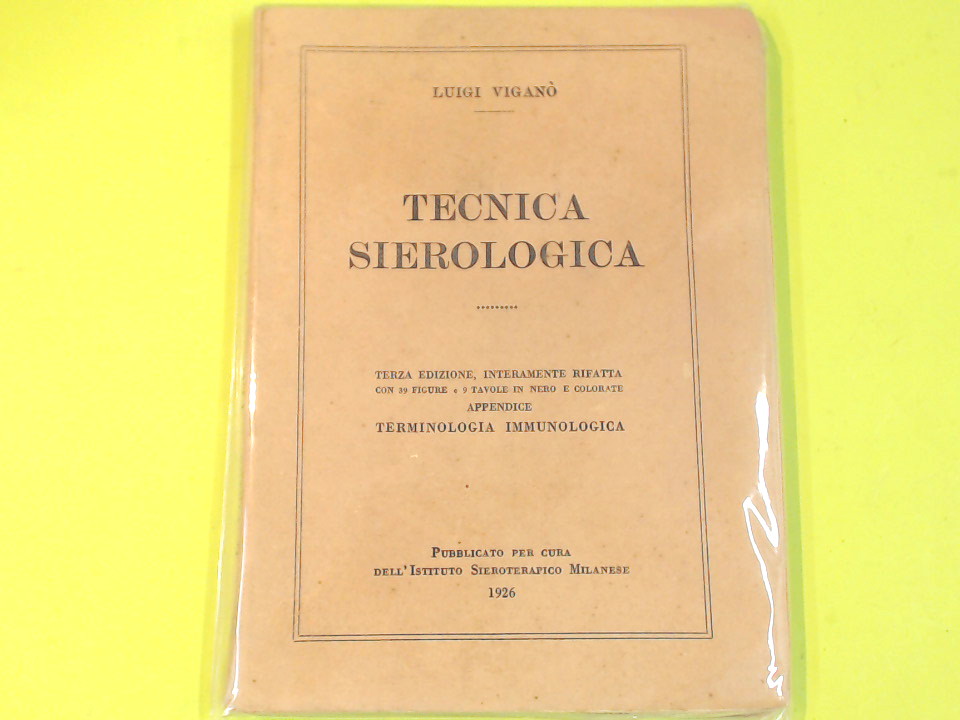 LUIGI VIGANÒ
TECNICA
SIEROLOGICA
TERZA EDIZIONE, INTERAMENTE RIFATTA
CON 39 FIGURE e 9 TAVOLE IN NERO E COLORATE
APPENDICE
TERMINOLOGIA IMMUNOLOGICA
PUBBLICATO PER CURA
DELL'ISTITUTO SIEROTERAPICO MILANESE
1926